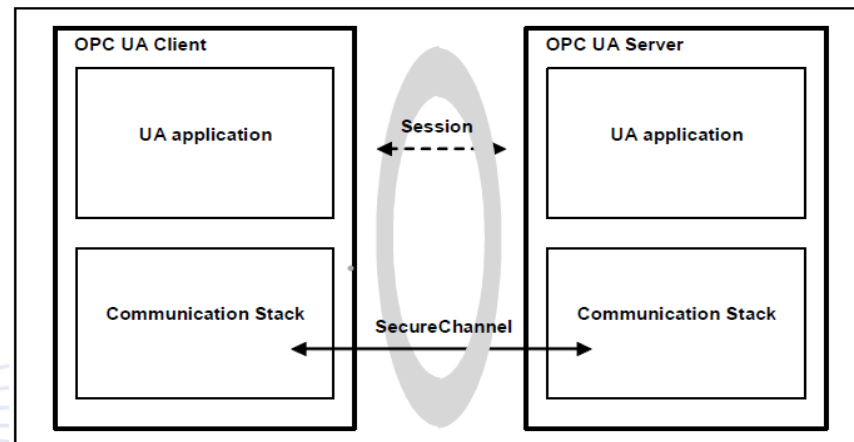 OPC UA Client
OPC UA Server
UA application
Session
UA application
Communication Stack
SecureChannel
Communication Stack